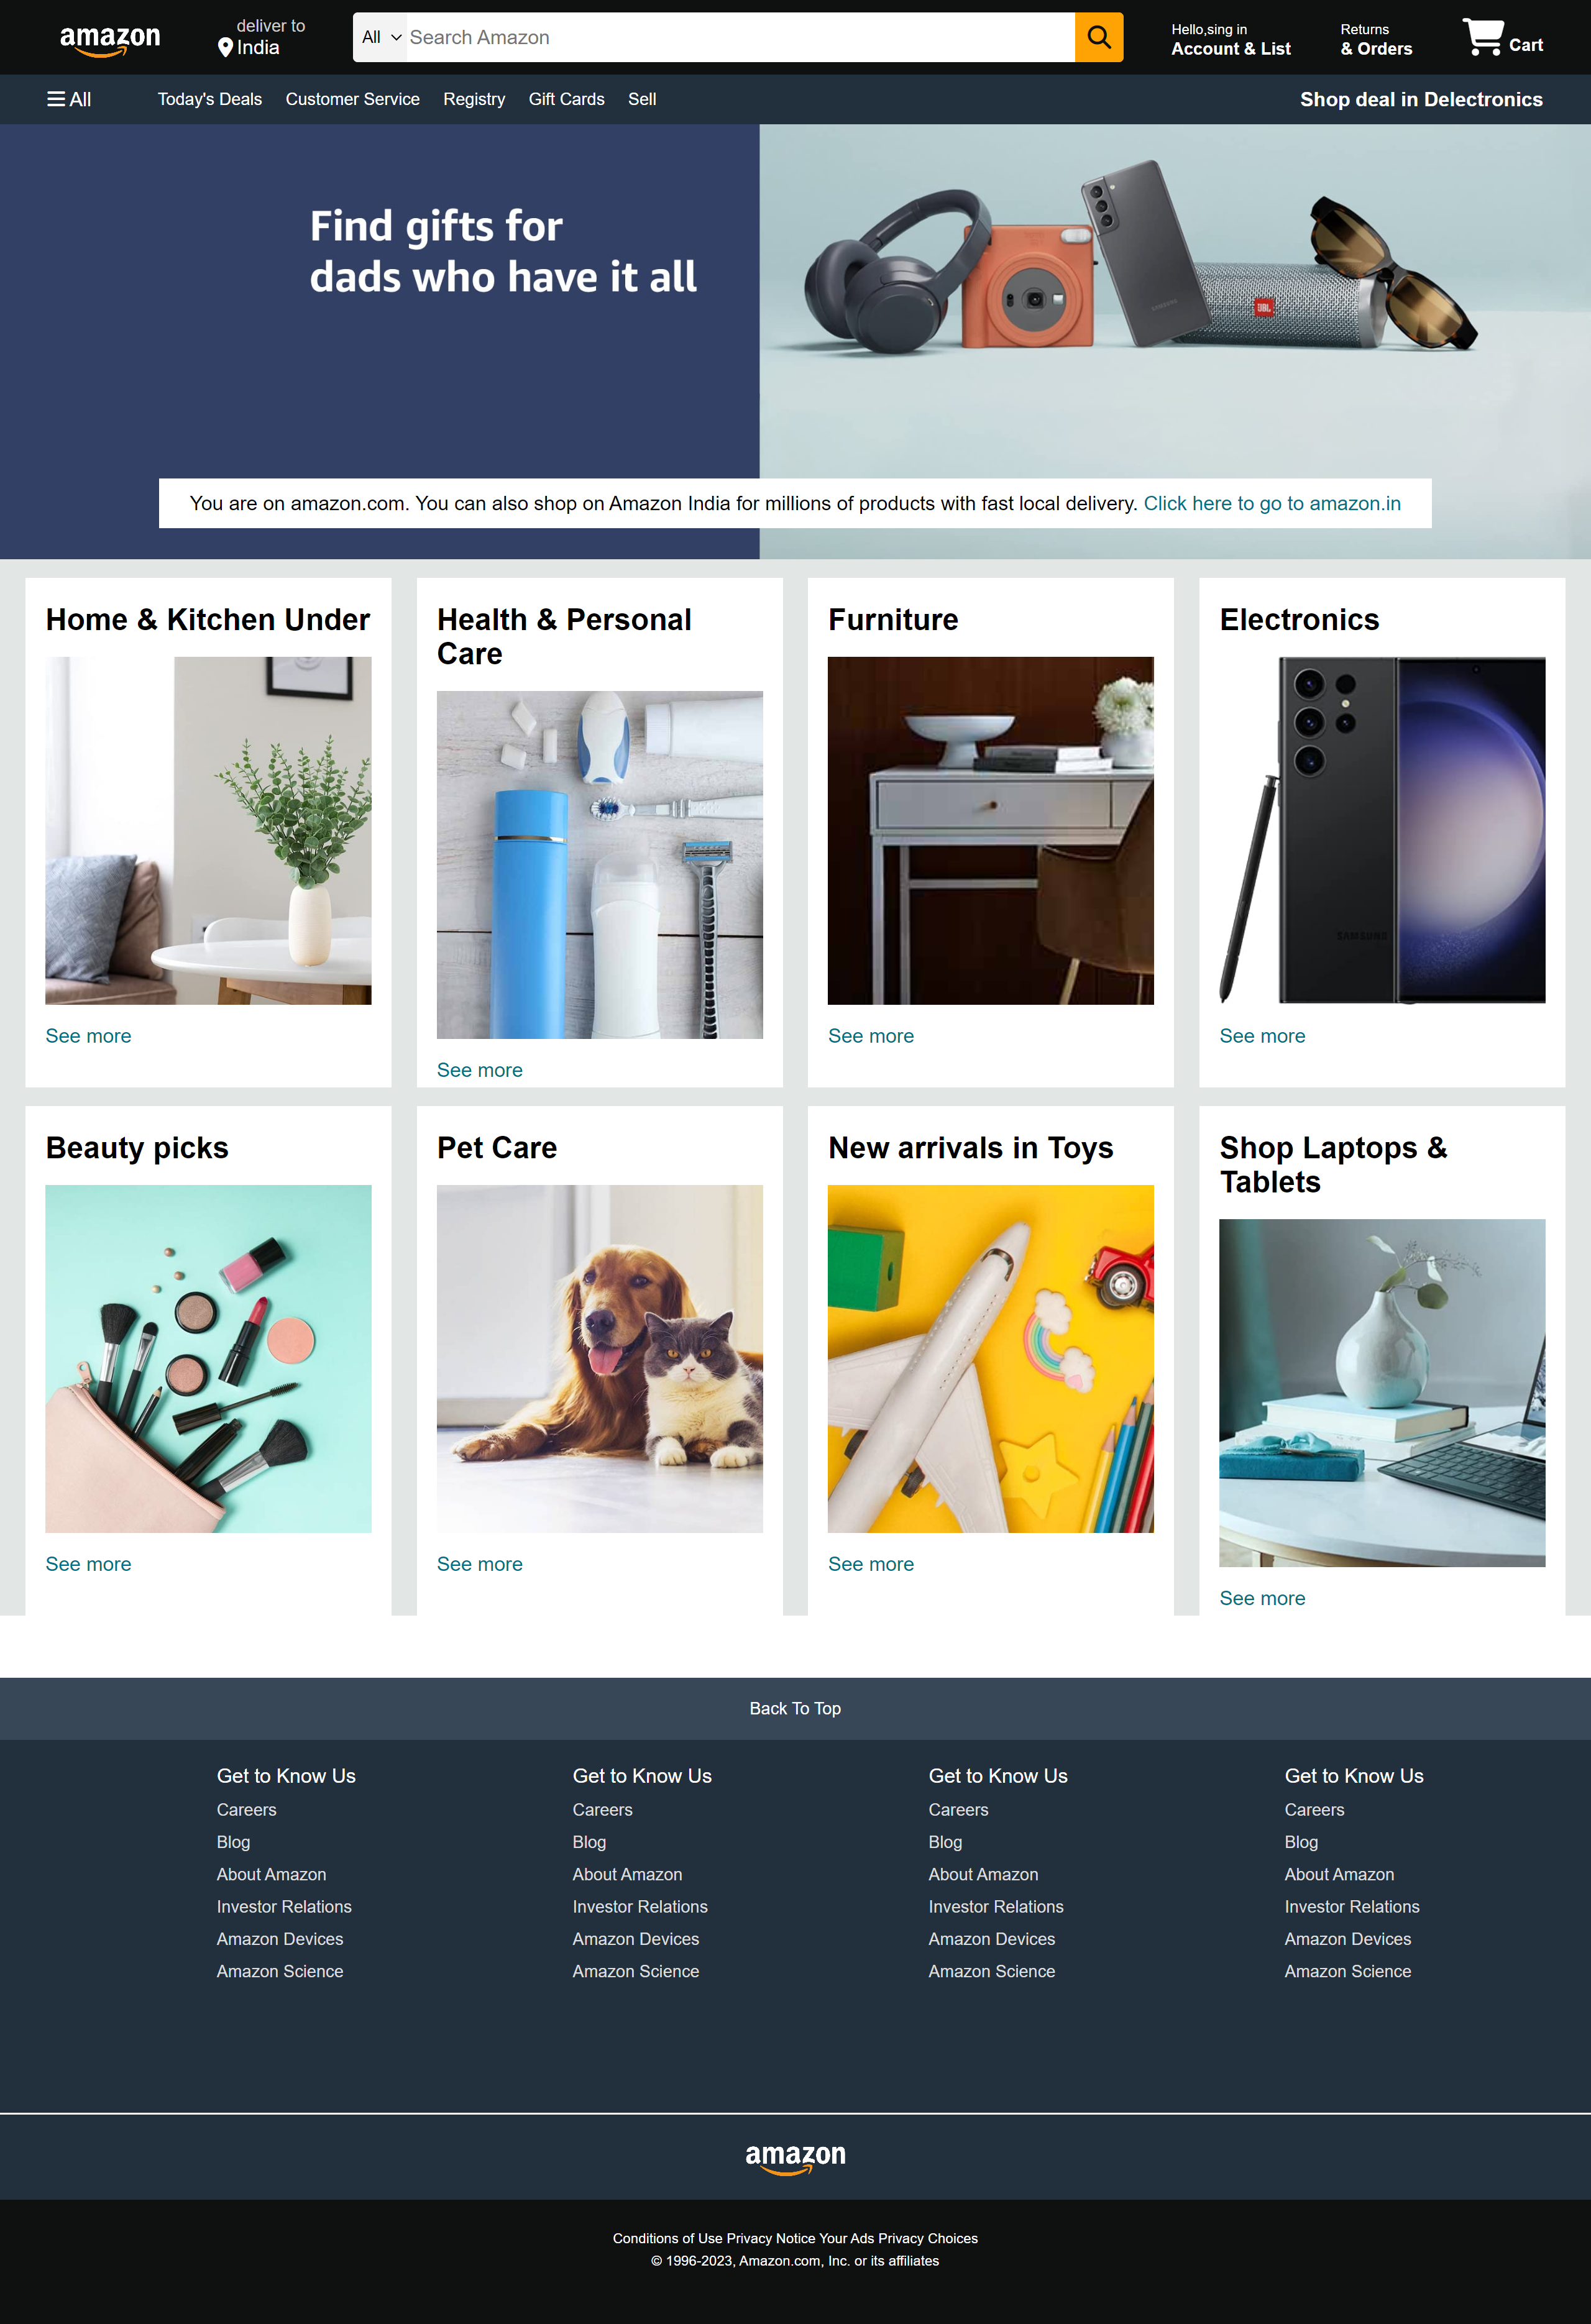 amazon
deliver to
India
All
Search Amazon
Hello,sing in
Account & List
Returns
& Orders
Cart
All
Today's Deals
Customer Service
Registry
Gift Cards
Sell
Shop deal in Delectronics
Find gifts for
dads who have it all
JBL
SAMSUNG
You are on amazon.com. You can also shop on Amazon India for millions of products with fast local delivery. Click here to go to amazon.in
Home & Kitchen Under
See more
Health & Personal
Care
See more
Furniture
See more
Electronics
SAMSUNG
See more
Beauty picks
See more
Pet Care
See more
New arrivals in Toys
See more
Shop Laptops &
Tablets
See more
Back To Top
Get to Know Us
Careers
Blog
About Amazon
Investor Relations
Amazon Devices
Amazon Science
Get to Know Us
Careers
Blog
About Amazon
Investor Relations
Amazon Devices
Amazon Science
Get to Know Us
Careers
Blog
About Amazon
Investor Relations
Amazon Devices
Amazon Science
Get to Know Us
Careers
Blog
About Amazon
Investor Relations
Amazon Devices
Amazon Science
amazon
Conditions of Use Privacy Notice Your Ads Privacy Choices
© 1996-2023, Amazon.com, Inc. or its affiliates